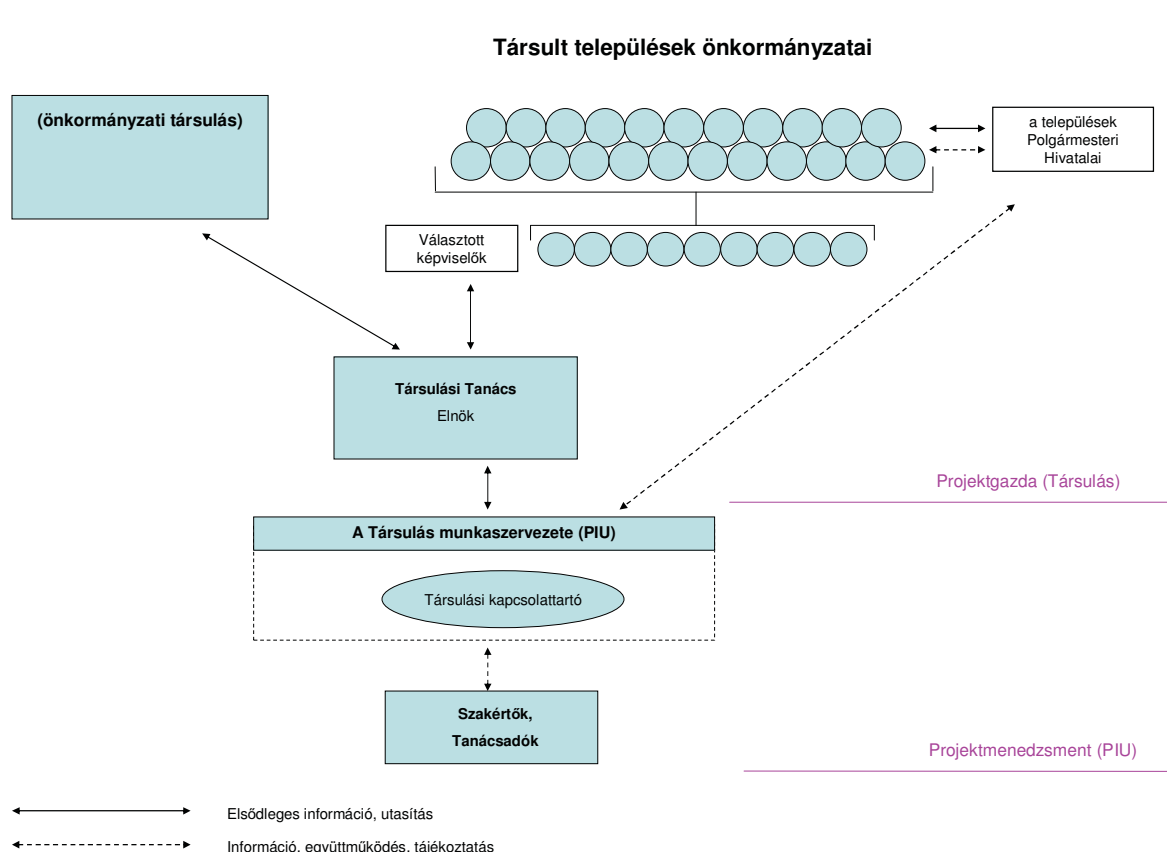 Társult települések önkormányzatai
(önkormányzati társulás)
a települések
Polgármesteri
Hivatalai
Választott
képviselők
Társulási Tanács
Elnök
Projektgazda (Társulás)
A Társulás munkaszervezete (PIU)
Társulási kapcsolattartó
Szakértők,
Tanácsadók
Projektmenedzsment (PIU)
Elsődleges információ, utasítás
Információ, együttműködés, tájékoztatás